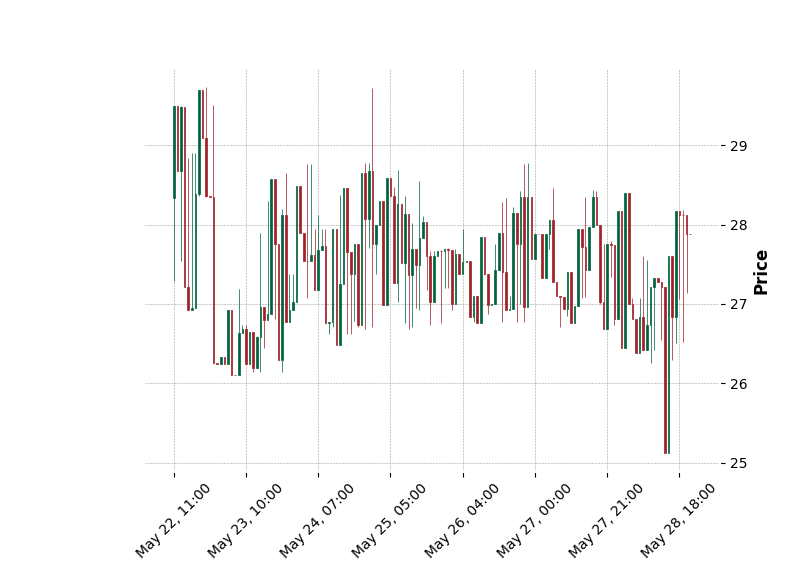 29
28
27
26
25
Price
May 22, 11:00
May 23, 10:00
May 24, 07:00
May 25, 05:00
May 26, 04:00
May 27, 00:00
May 27, 21:00
May 28, 18:00